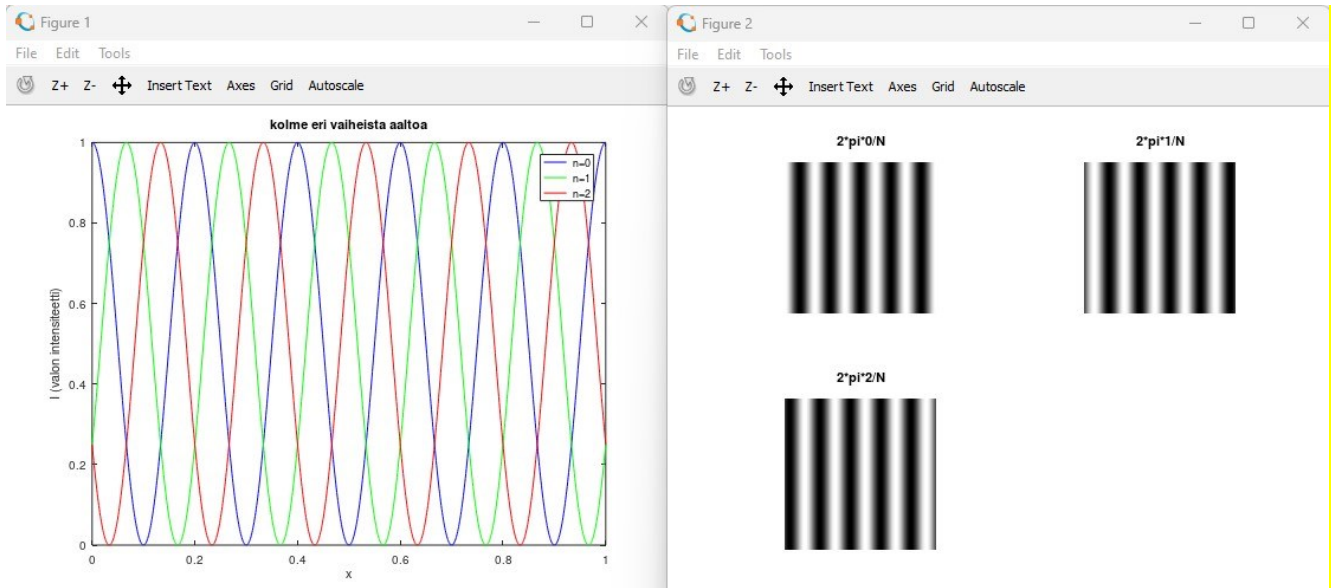 Figure 1
File Edit Tools
Z+ Z- Insert Text Axes Grid Autoscale
kolme eri vaiheista aaltoa
n=0
n=1
n=2
1
0.8
0.6
0.4
0.2
0
I (valon intensiteetti)
0 0.2 0.4 0.6 0.8 1
x
Figure 2
File Edit Tools
Z+ Z- Insert Text Axes Grid Autoscale
2*pi*0/N
2*pi*1/N
2*pi*2/N